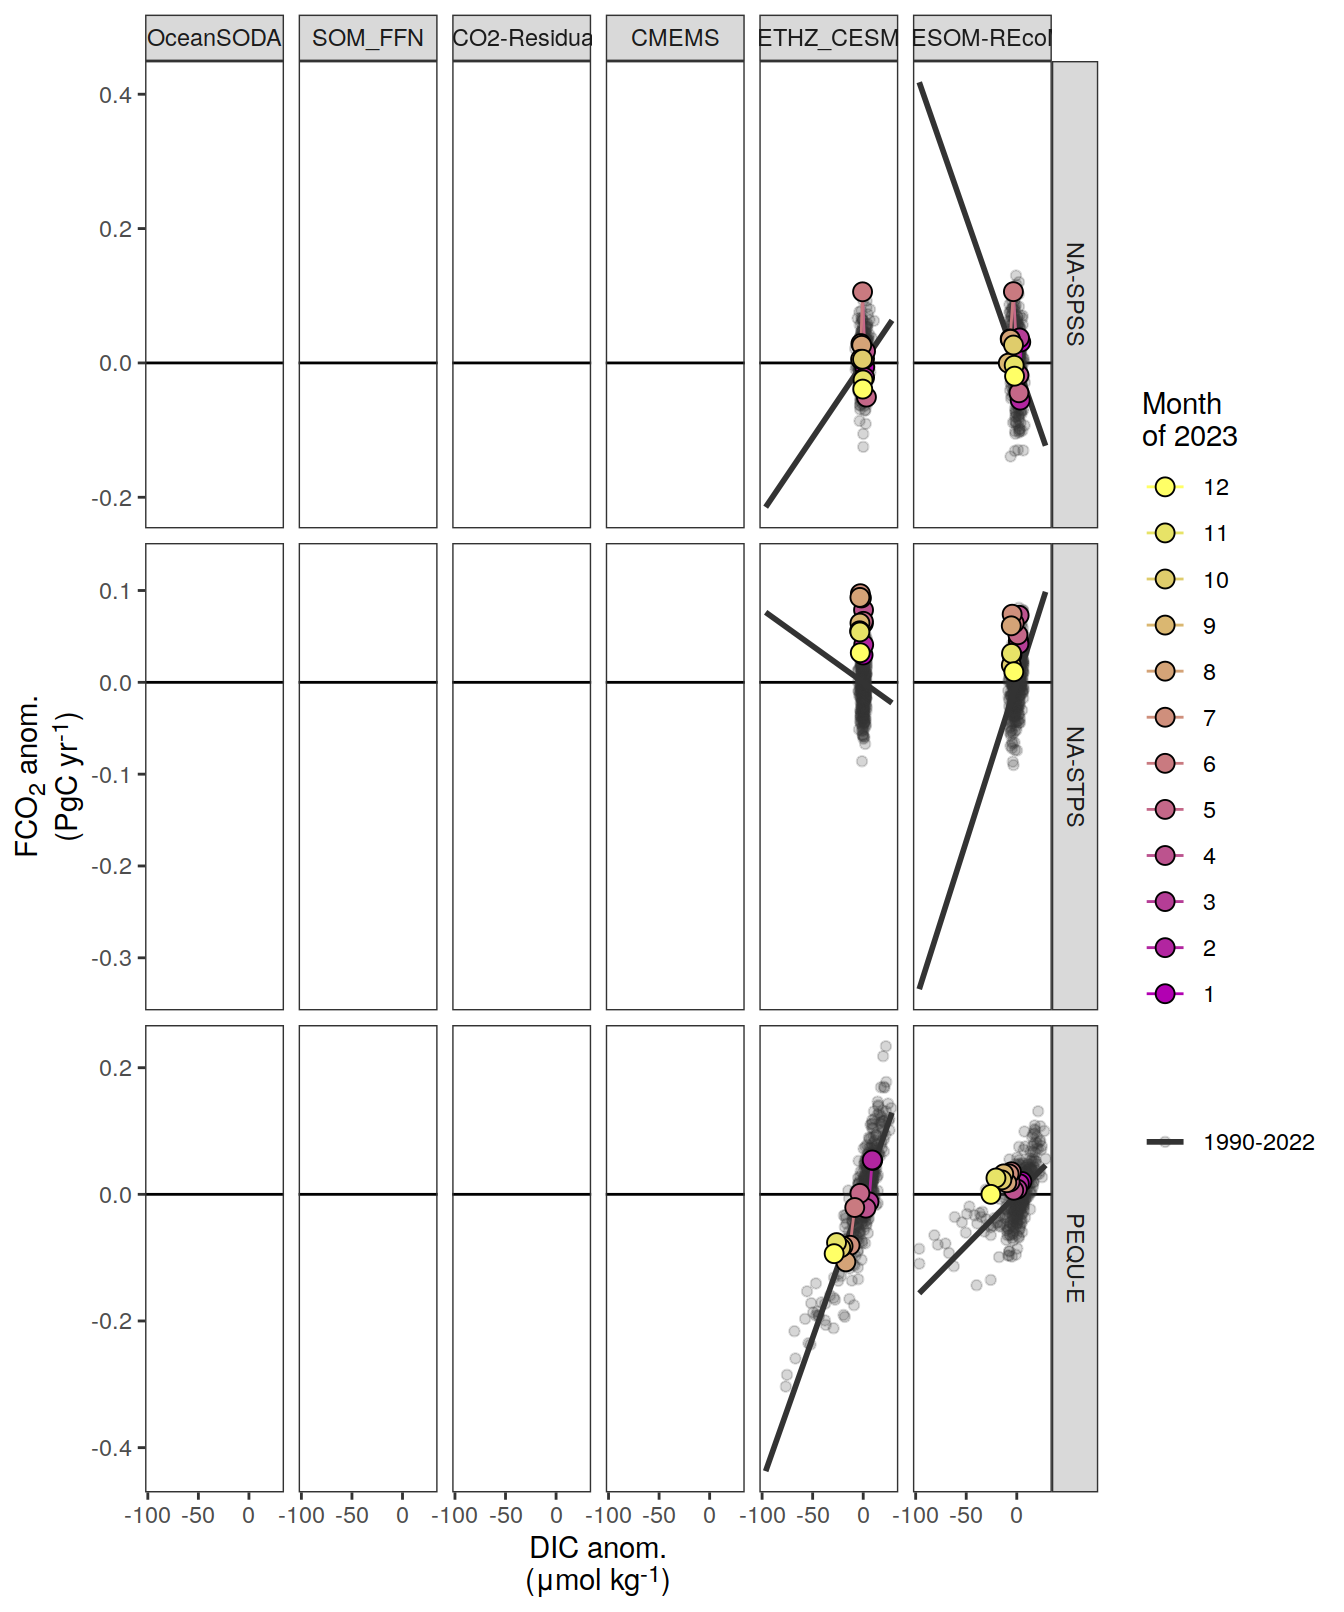 OceanSODA SOM_FFN CO2-Residua CMEMS ETHZ_CESM ESOM-REcoI
0.4
0.2
0.0
-0.2
NA-SPSS
0.1
0.0
-0.1
-0.2
-0.3
NA-STPS
0.2
0.0
-0.2
-0.4
PEQU-E
FCO2 anom.
(PgC yr-1)
-100 -50 0 -100 -50 0 -100 -50 0 -100 -50 0 -100 -50 0 -100 -50 0
DIC anom.
(µmol kg-1)
Month
of 2023
12
11
10
9
8
7
6
5
4
3
2
1
1990-2022